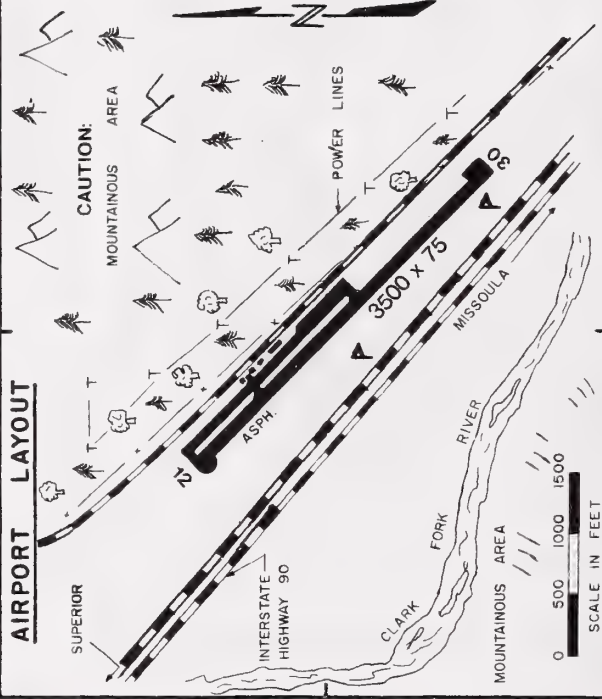 AIRPORT LAYOUT
N
CAUTION:
MOUNTAINOUS AREA
POWER LINES
T
T
T
T
T
T
T
T
12
30
ASPH.
3500 x 75
SUPERIOR
INTERSTATE
HIGHWAY 90
MISSOULA
CLARK FORK RIVER
MOUNTAINOUS AREA
0 500 1000 1500
SCALE IN FEET